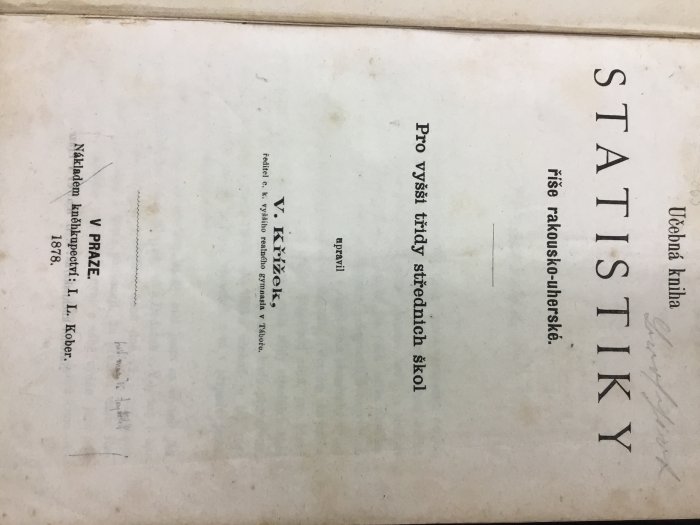 Učebná kniha
STATISTIKY
říše rakousko-uherské.
Pro vyšší třídy středních škol
upravil
V. Křížek,
ředitel c. k. vyššího realného gymnasia v Táboře.
V PRAZE.
Nákladem kněhkupectví: I. L. Kober.
1878.